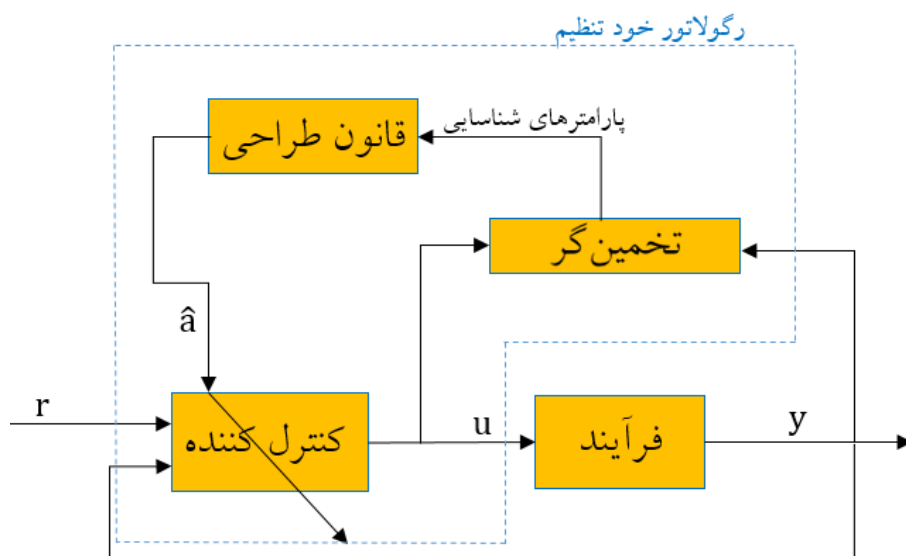 رگولاتور خود تنظیم
پارامترهای شناسایی
قانون طراحی
تخمین‌گر
â
r
کنترل کننده
u
فرآیند
y